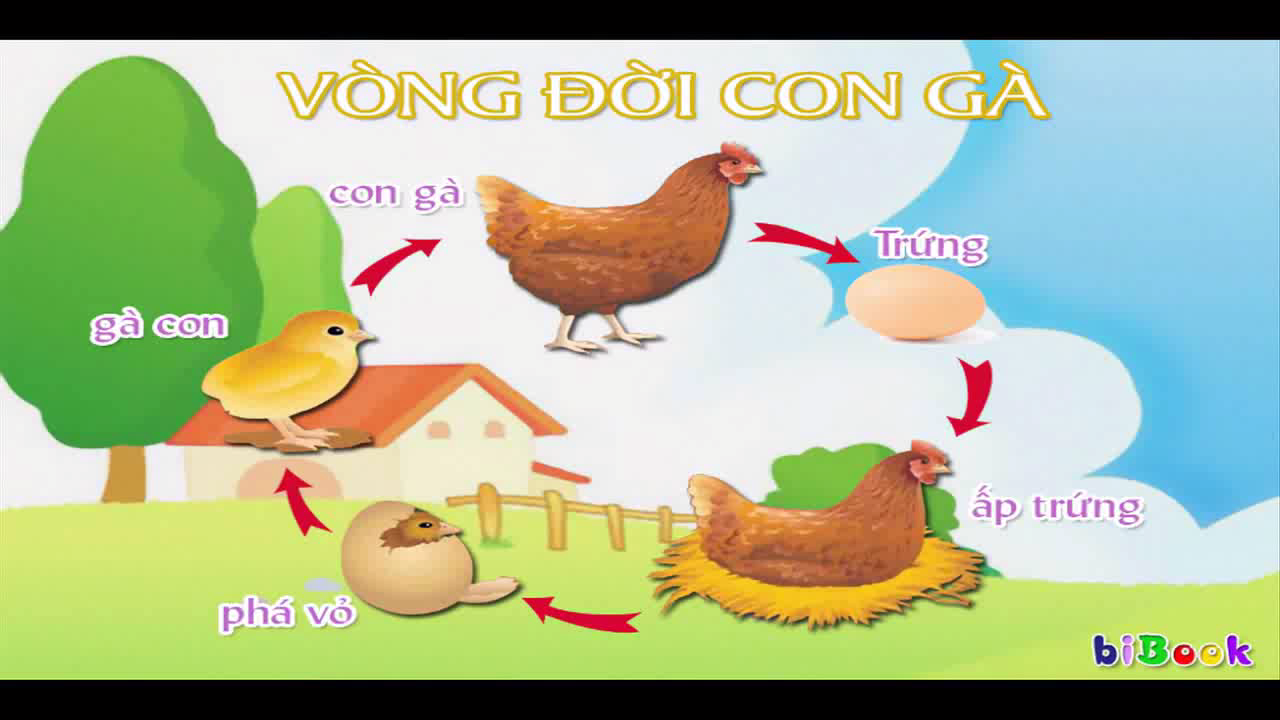 VÒNG ĐỜI CON GÀ
con gà
Trứng
gà con
ấp trứng
phá vỏ
biBook